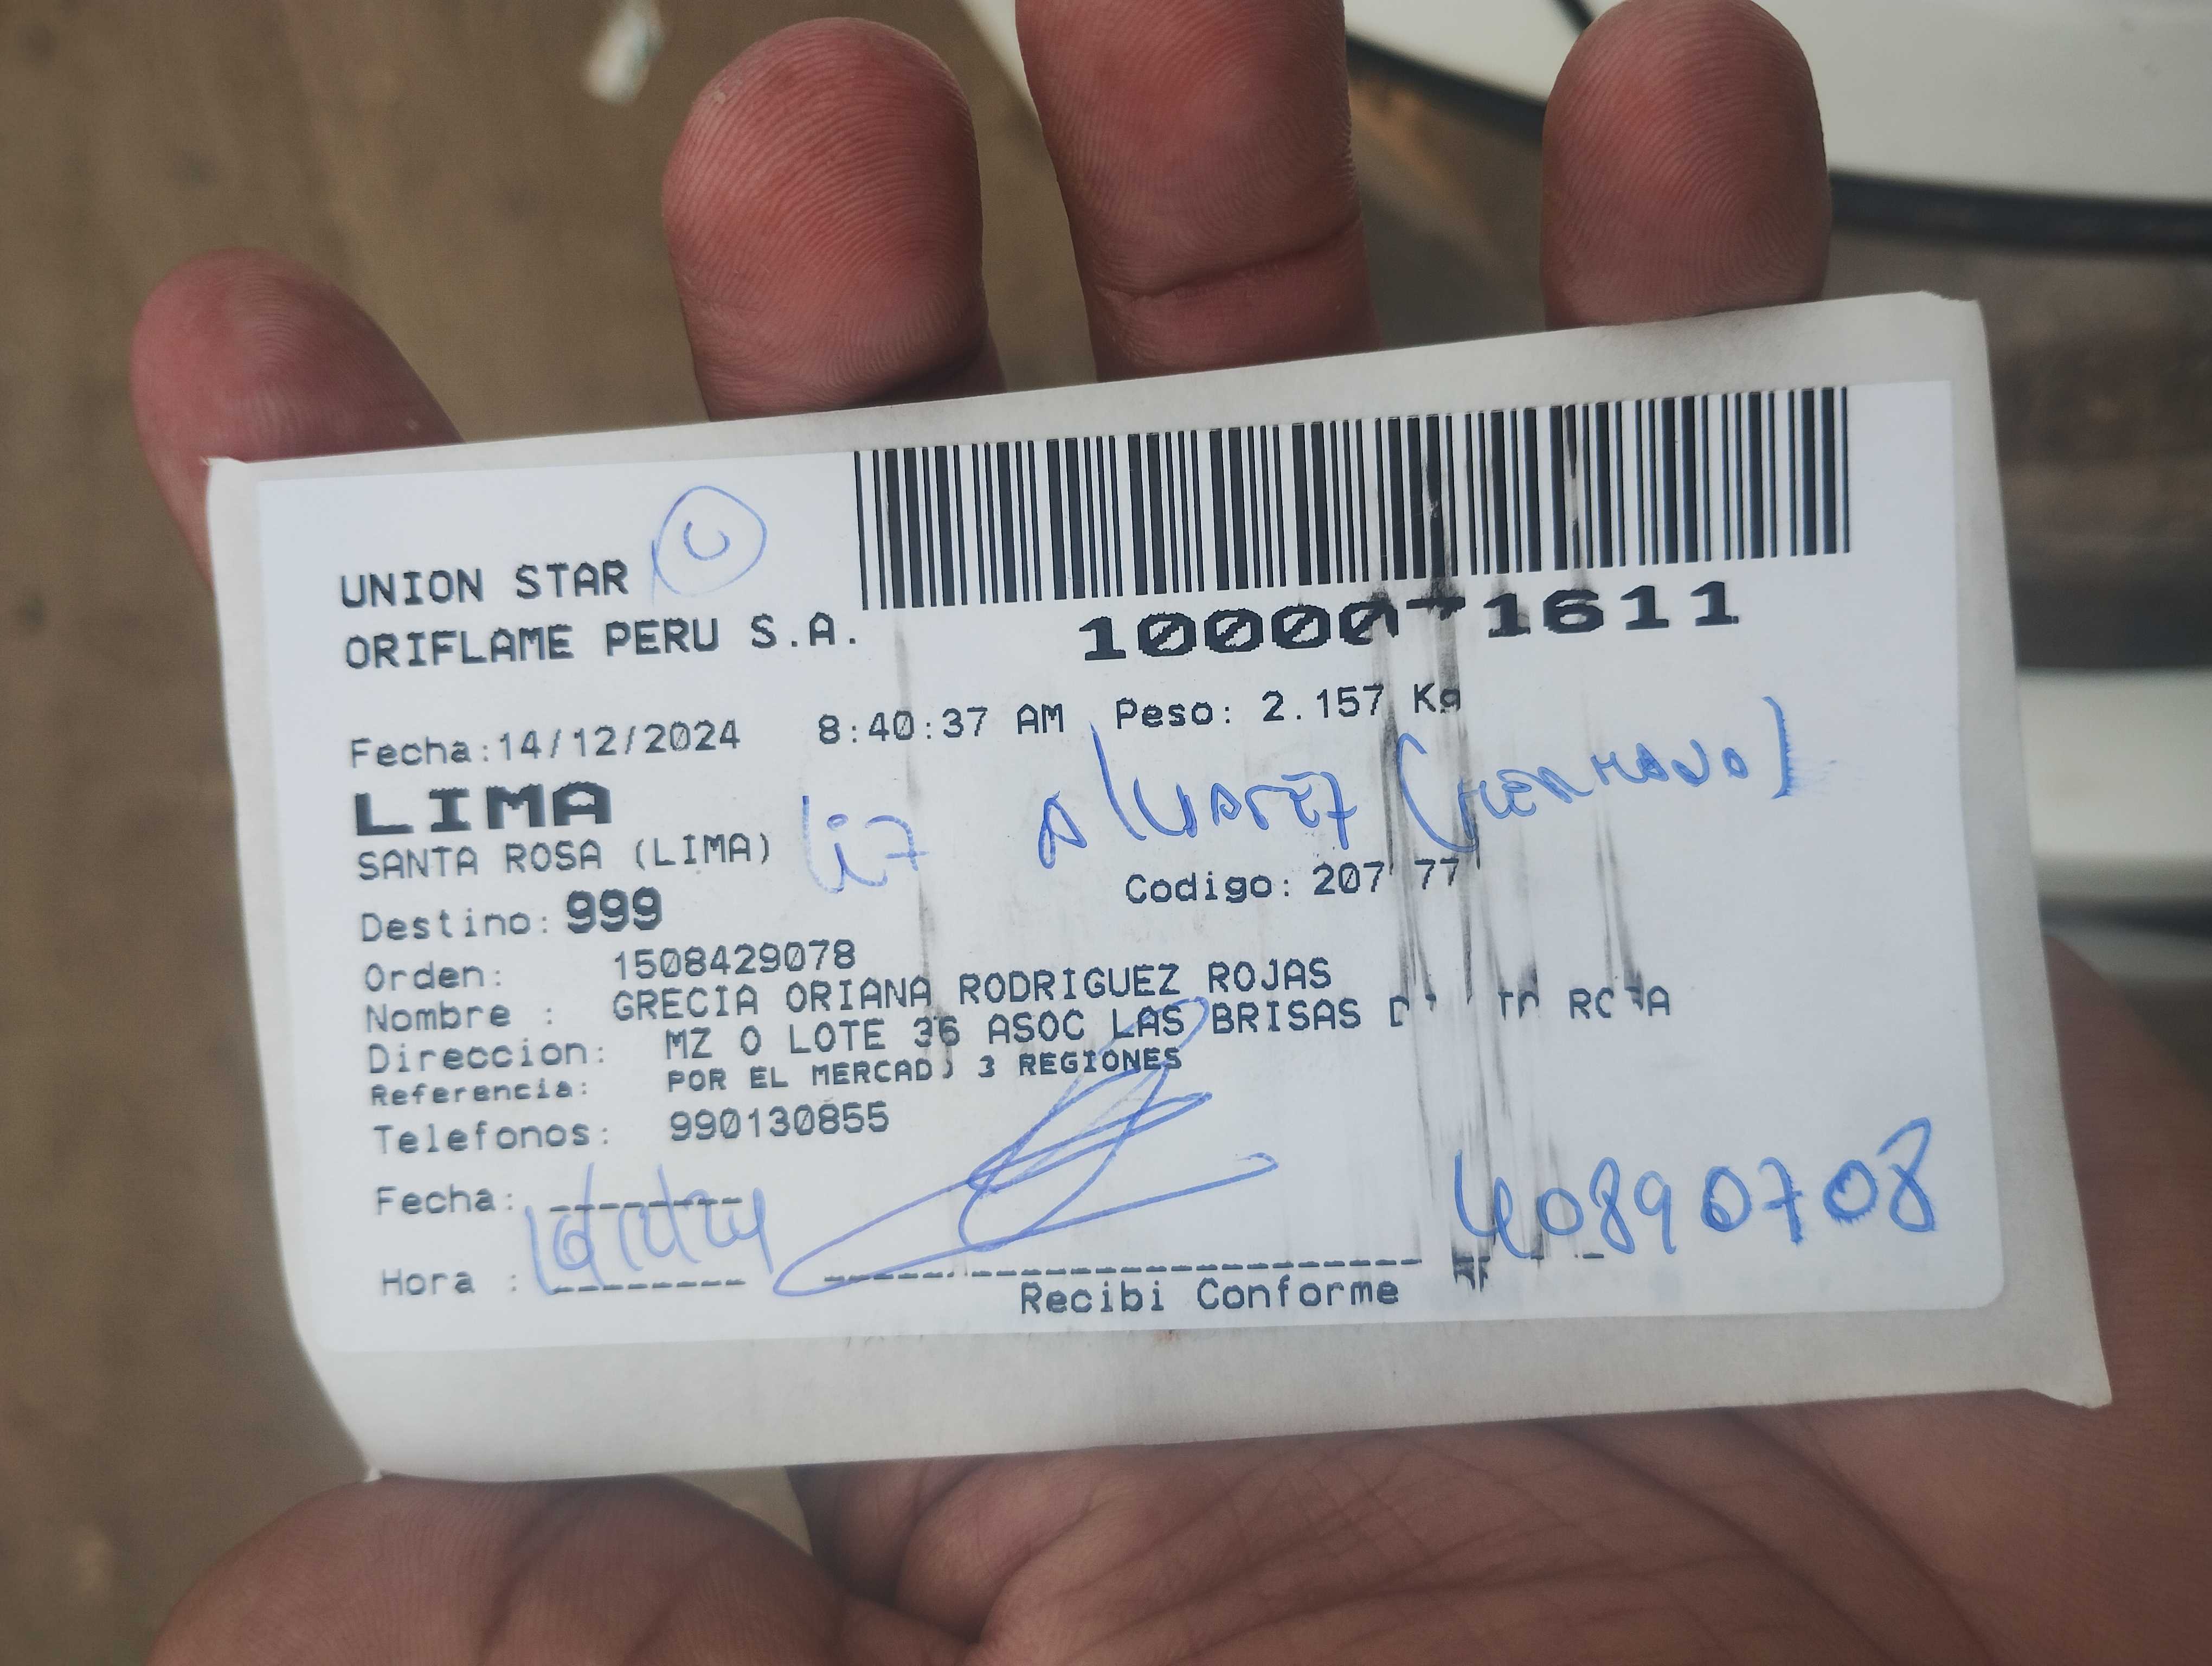 UNION STAR
ORIFLAME PERU S.A.
Fecha:14/12/2024 8:40:37 AM Peso: 2.157 Kg
LIMA
Alvarez (HERMANO)
SANTA ROSA (LIMA)
Codigo:
Destino: 999
Orden: 1508429078
Nombre : GRECIA ORIANA RODRIGUEZ ROJAS
Direccion: MZ O LOTE 36 ASOC LAS BRISAS
Referencia: POR EL MERCADO 3 REGIONES
Telefonos: 990130855
Fecha:
40890708
Hora :
Recibi Conforme